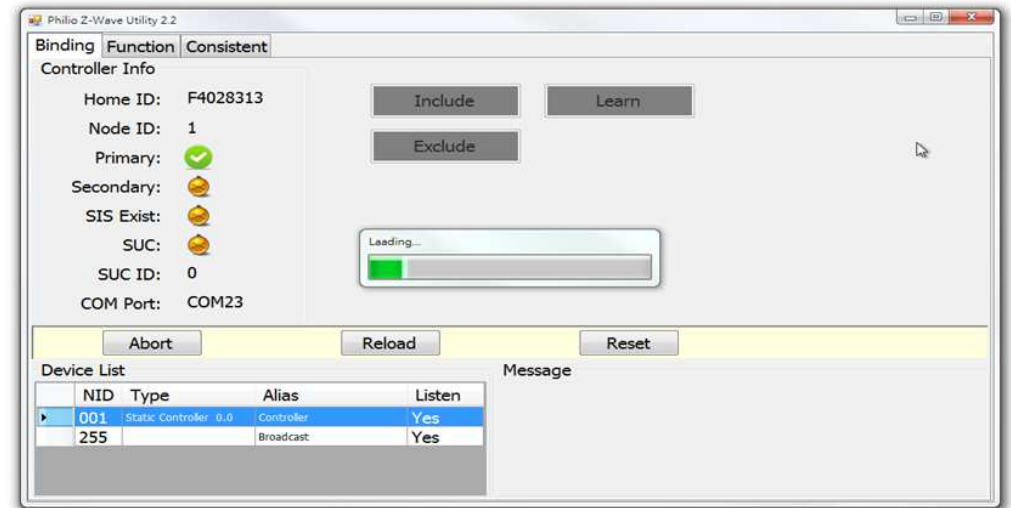 Philio Z-Wave Utility 2.2
Binding Function Consistent
Controller Info
Home ID: F4028313
Node ID: 1
Primary:
Secondary:
SIS Exist:
SUC:
SUC ID: 0
COM Port: COM23
Include Learn
Exclude
Laading...
Abort Reload Reset
Device List
NID Type Alias Listen
001 Static Controller 0.0 Controller Yes
255 Broadcast Yes
Message